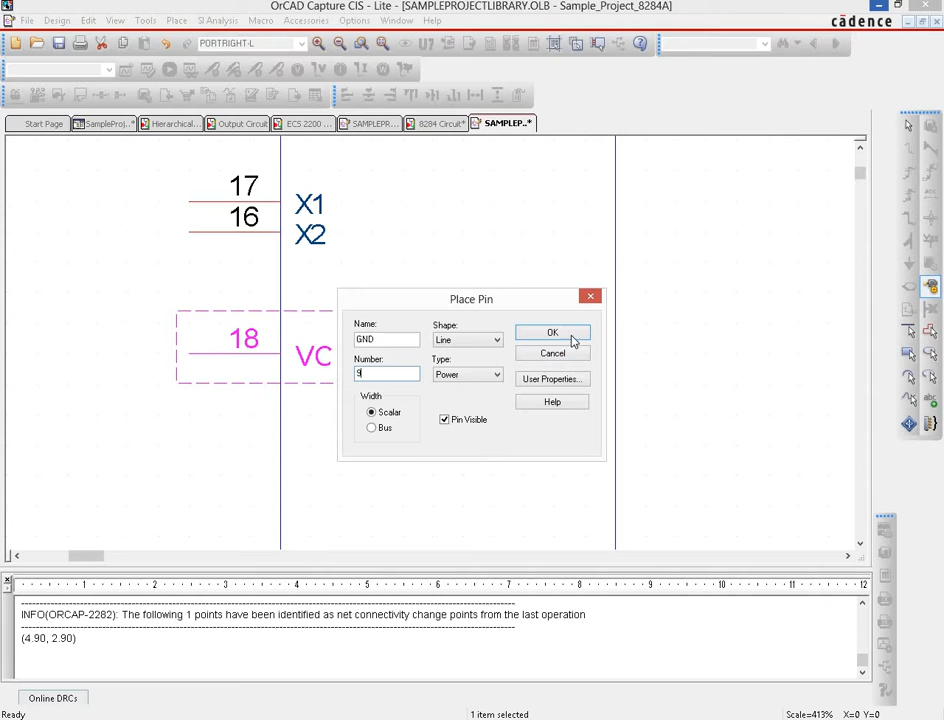 OrCAD Capture CIS - Lite - [SAMPLEPROJECTLIBRARY.OLB - Sample_Project_8284A]
File Design Edit View Tools Place SI Analysis Macro Accessories Options Window Help
cādence
PORTRIGHT-L
U?
Start Page SampleProj..* Hierarchical... Output Circuit EC5 2200 ... SAMPLEPR... 8284 Circuit* SAMPLEP..*
17
X1
16
X2
18
VC
Place Pin
Name:
GND
Shape:
Line
OK
Number:
9
Type:
Power
Cancel
User Properties...
Width
Scalar
Bus
Pin Visible
Help
1 2 3 4 5 6 7 8 9 10 11 12
INFO(ORCAP-2282): The following 1 points have been identified as net connectivity change points from the last operation
(4.90, 2.90)
Online DRCs
Ready 1 item selected Scale=413% X=0 Y=0